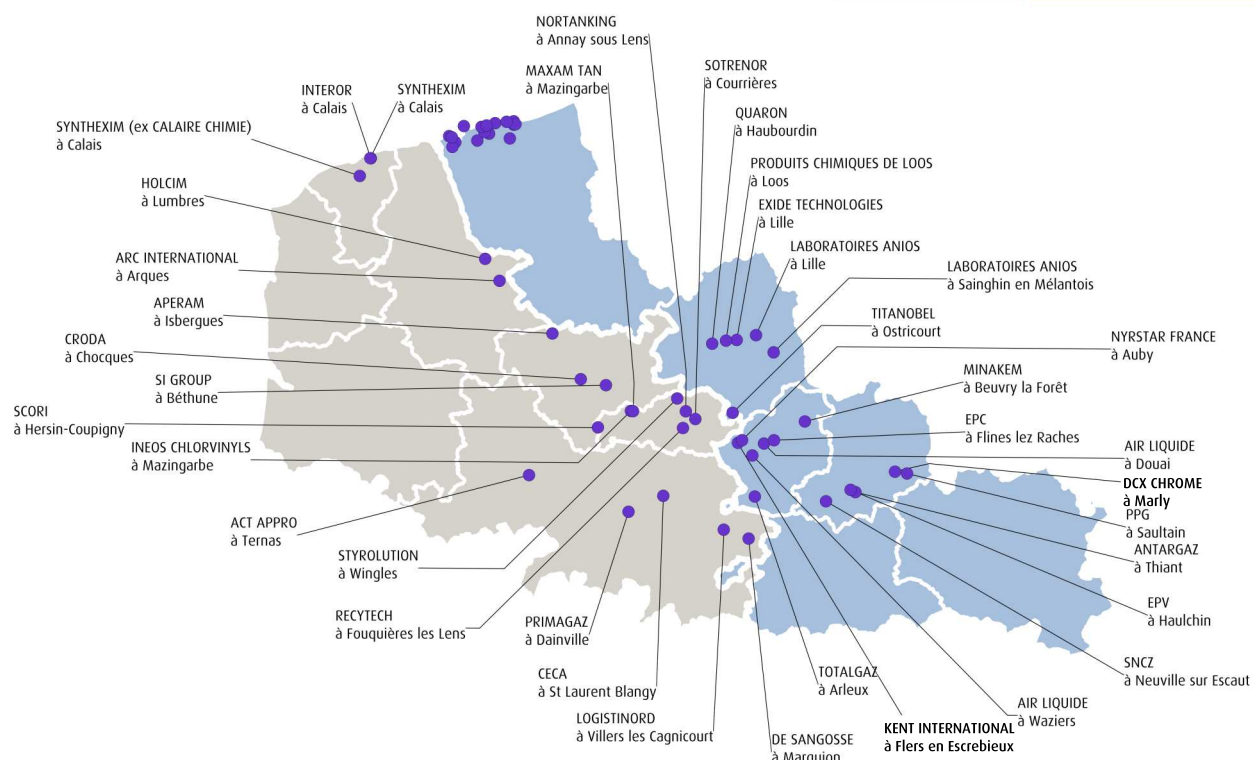 NORTANKING
à Annay sous Lens
MAXAM TAN
à Mazingarbe
SOTRENOR
à Courrières
INTEROR
à Calais
SYNTHEXIM
à Calais
QUARON
à Haubourdin
SYNTHEXIM (ex CALAIRE CHIMIE)
à Calais
PRODUITS CHIMIQUES DE LOOS
à Loos
HOLCIM
à Lumbres
EXIDE TECHNOLOGIES
à Lille
ARC INTERNATIONAL
à Arques
LABORATOIRES ANIOS
à Lille
LABORATOIRES ANIOS
à Sainghin en Mélantois
APERAM
à Isbergues
TITANOBEL
à Ostricourt
CRODA
à Chocques
NYRSTAR FRANCE
à Auby
SI GROUP
à Béthune
MINAKEM
à Beuvry la Forêt
SCORI
à Hersin-Coupigny
EPC
à Flines lez Raches
INEOS CHLORVINYLS
à Mazingarbe
AIR LIQUIDE
à Douai
DCX CHROME
à Marly
PPG
à Saultain
ACT APPRO
à Ternas
ANTARGAZ
à Thiant
STYROLUTION
à Wingles
EPV
à Haulchin
RECYTECH
à Fouquières les Lens
PRIMAGAZ
à Dainville
SNCZ
à Neuville sur Escaut
CECA
à St Laurent Blangy
TOTALGAZ
à Arleux
AIR LIQUIDE
à Waziers
LOGISTINORD
à Villers les Cagnicourt
KENT INTERNATIONAL
à Flers en Escrebieux
DE SANGOSSE
à Marquion